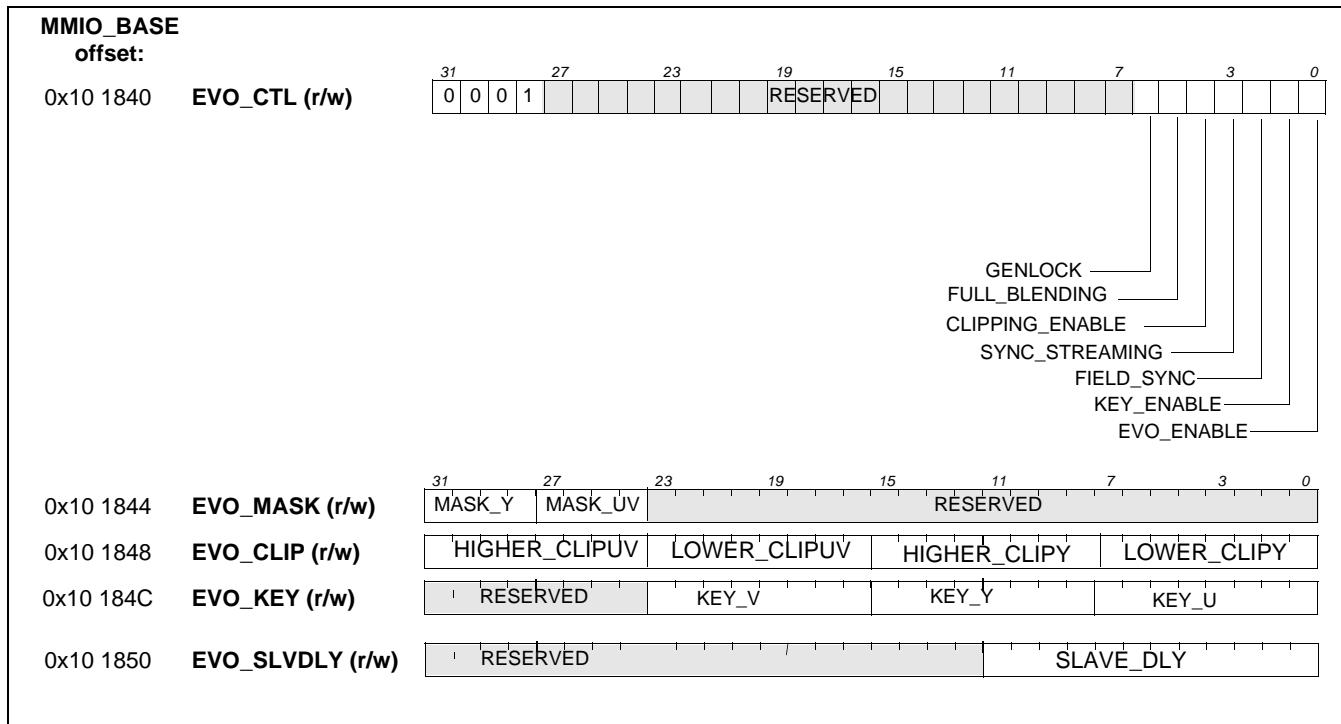 MMIO_BASE
offset:
31 27 23 19 15 11 7 3 0
0x10 1840 EVO_CTL (r/w) 0 0 0 1 RESERVED
GENLOCK
FULL_BLENDING
CLIPPING_ENABLE
SYNC_STREAMING
FIELD_SYNC
KEY_ENABLE
EVO_ENABLE
31 27 23 19 15 11 7 3 0
0x10 1844 EVO_MASK (r/w) MASK_Y MASK_UV RESERVED
0x10 1848 EVO_CLIP (r/w) HIGHER_CLIPUV LOWER_CLIPUV HIGHER_CLIPY LOWER_CLIPY
0x10 184C EVO_KEY (r/w) RESERVED KEY_V KEY_Y KEY_U
0x10 1850 EVO_SLVDLY (r/w) RESERVED SLAVE_DLY